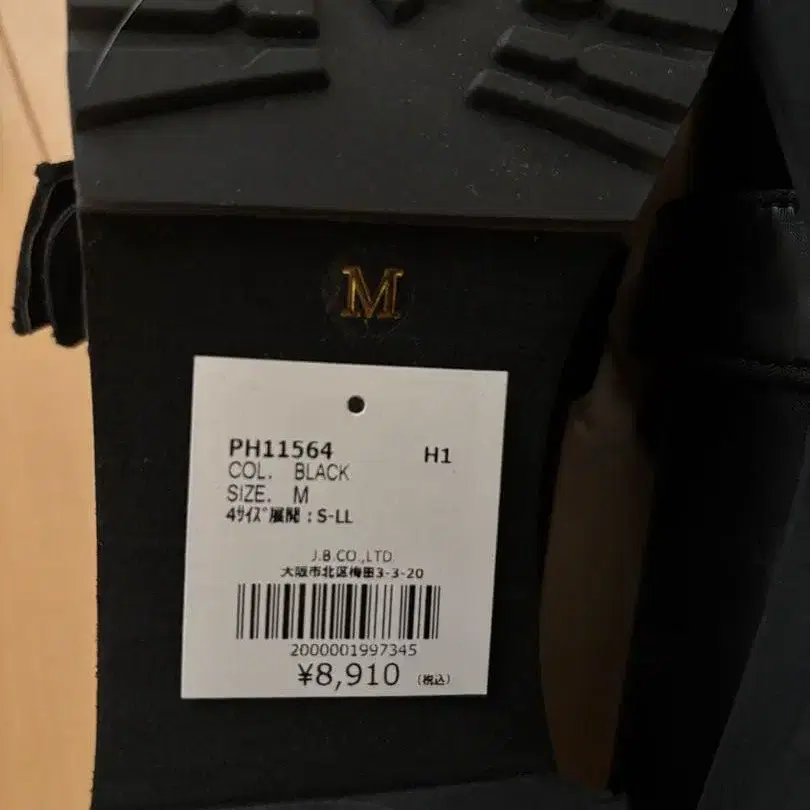 M
PH11564 H1
COL. BLACK
SIZE. M
4ｻｲｽﾞ展開：S-LL
J.B.CO.,LTD.
大阪市北区梅田3-3-20
2000001997345
¥8,910 (税込)